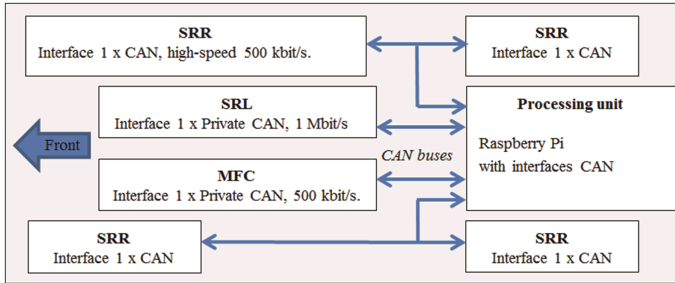 SRR
Interface 1 x CAN, high-speed 500 kbit/s.
SRR
Interface 1 x CAN
SRL
Interface 1 x Private CAN, 1 Mbit/s
Processing unit
Raspberry Pi
with interfaces CAN
Front
CAN buses
MFC
Interface 1 x Private CAN, 500 kbit/s.
SRR
Interface 1 x CAN
SRR
Interface 1 x CAN